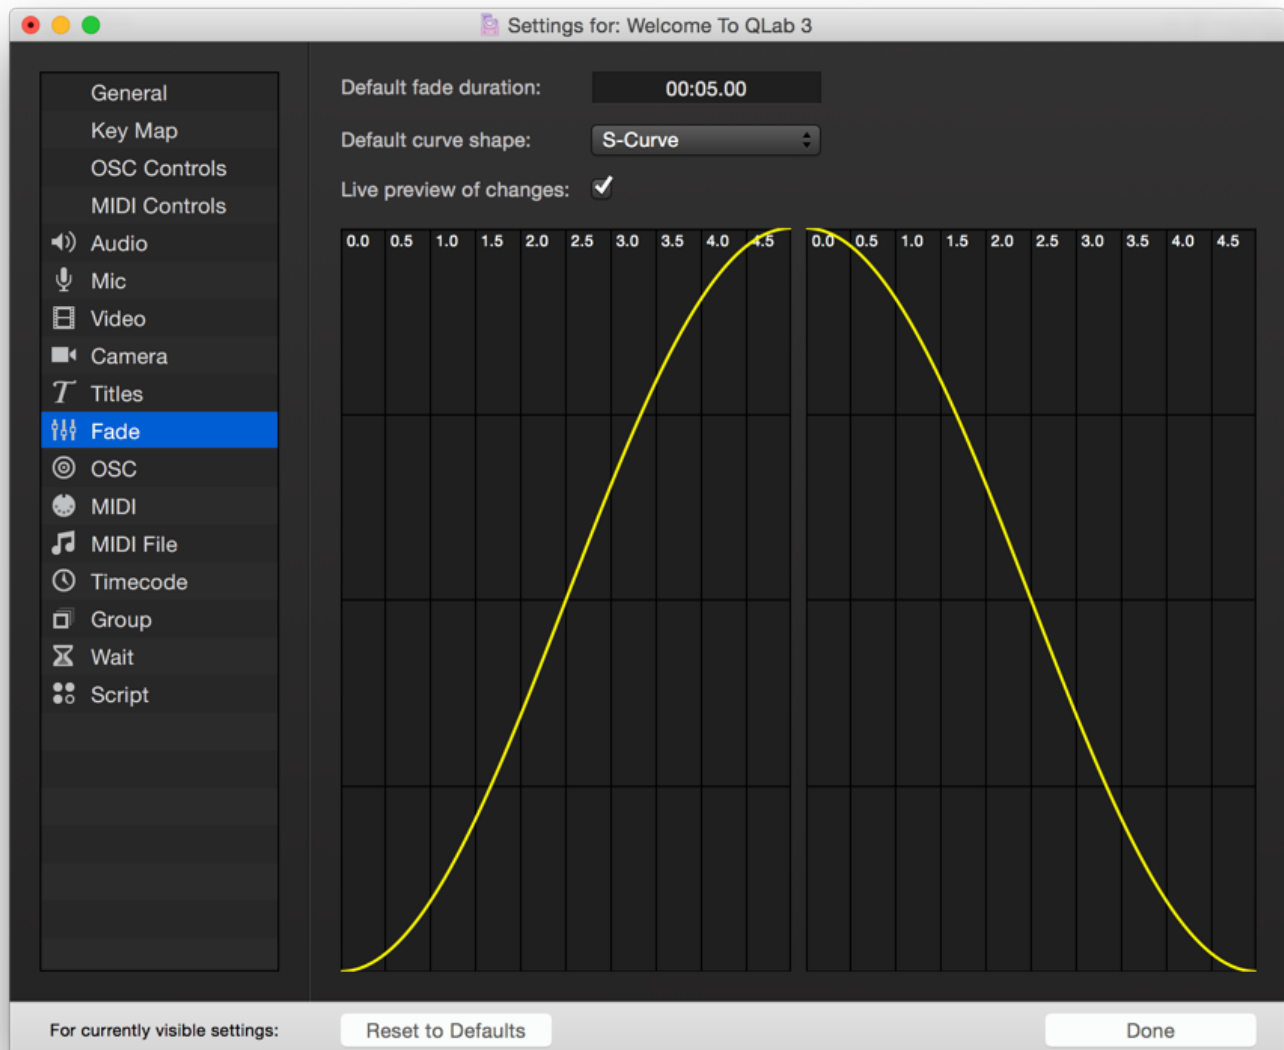 Settings for: Welcome To QLab 3
General
Key Map
OSC Controls
MIDI Controls
Audio
Mic
Video
Camera
Titles
Fade
OSC
MIDI
MIDI File
Timecode
Group
Wait
Script
Default fade duration: 00:05.00
Default curve shape: S-Curve
Live preview of changes:
0.0 0.5 1.0 1.5 2.0 2.5 3.0 3.5 4.0 4.5
0.0 0.5 1.0 1.5 2.0 2.5 3.0 3.5 4.0 4.5
For currently visible settings: Reset to Defaults Done